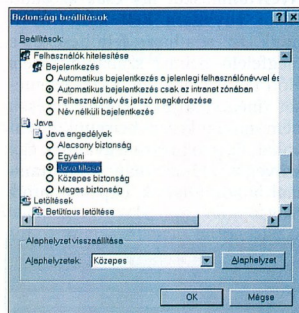 Biztonsági beállítások
Beállítások:
Felhasználók hitelesítése
Bejelentkezés
Automatikus bejelentkezés a jelenlegi felhasználónévvel és
Automatikus bejelentkezés csak az intranet zónában
Felhasználónév és jelszó megkérdezése
Név nélküli bejelentkezés
Java
Java engedélyek
Alacsony biztonság
Egyéni
Java tiltása
Közepes biztonság
Magas biztonság
Letöltések
Betűtípus letöltése
Alaphelyzet visszaállítása
Alaphelyzetek: Közepes Alaphelyzet
OK Mégse